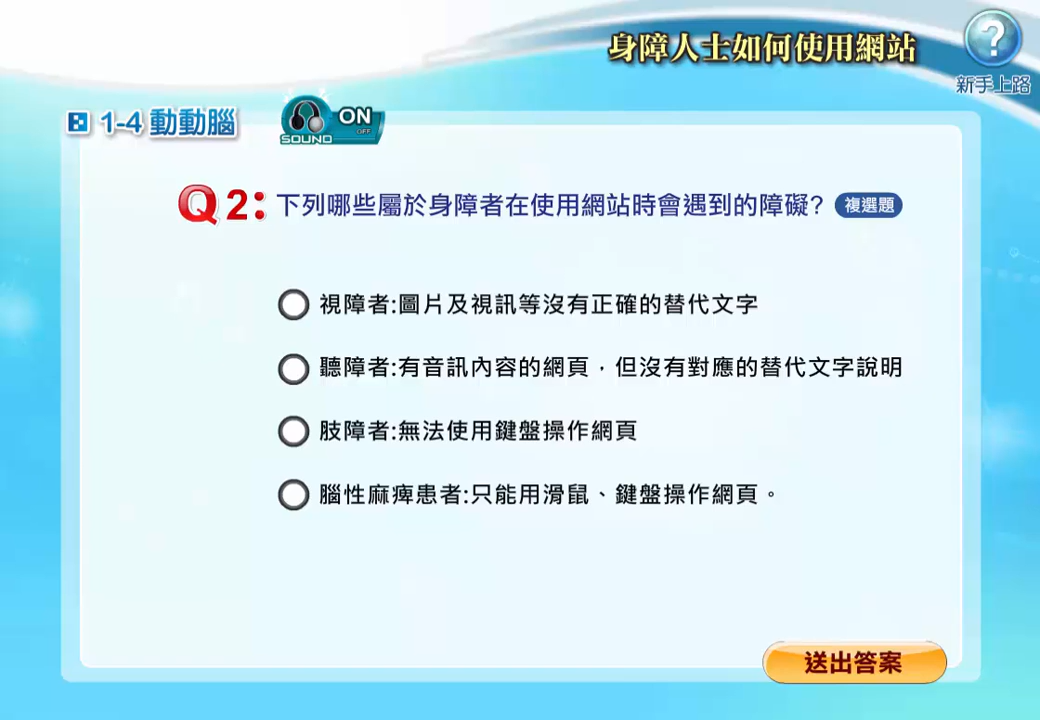 身障人士如何使用網站
?
新手上路
1-4 動動腦
SOUND ON OFF
Q2: 下列哪些屬於身障者在使用網站時會遇到的障礙? 複選題
視障者:圖片及視訊等沒有正確的替代文字
聽障者:有音訊內容的網頁，但沒有對應的替代文字說明
肢障者:無法使用鍵盤操作網頁
腦性麻痺患者:只能用滑鼠、鍵盤操作網頁。
送出答案